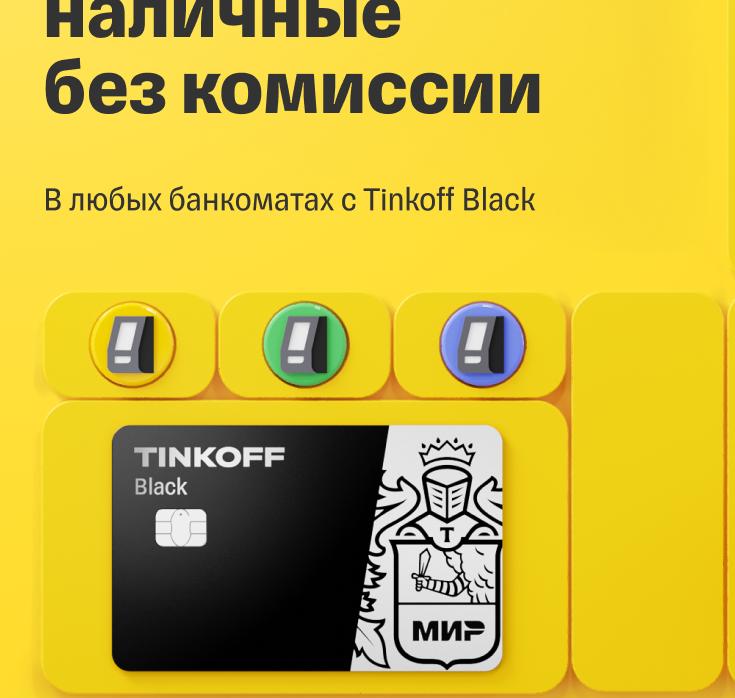 наличные
без комиссии
В любых банкоматах с Tinkoff Black
TINKOFF
Black
T
МИР